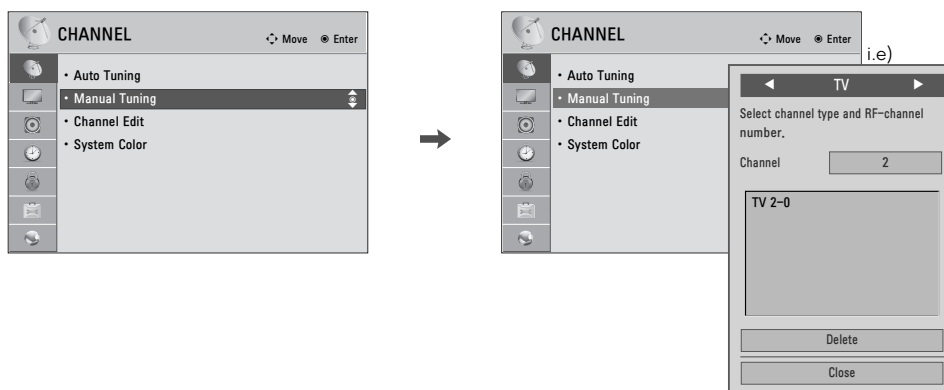 CHANNEL
Move Enter
• Auto Tuning
• Manual Tuning
• Channel Edit
• System Color
CHANNEL
Move Enter
• Auto Tuning
• Manual Tuning
• Channel Edit
• System Color
i.e)
◀ TV ▶
Select channel type and RF-channel
number.
Channel 2
TV 2-0
Delete
Close